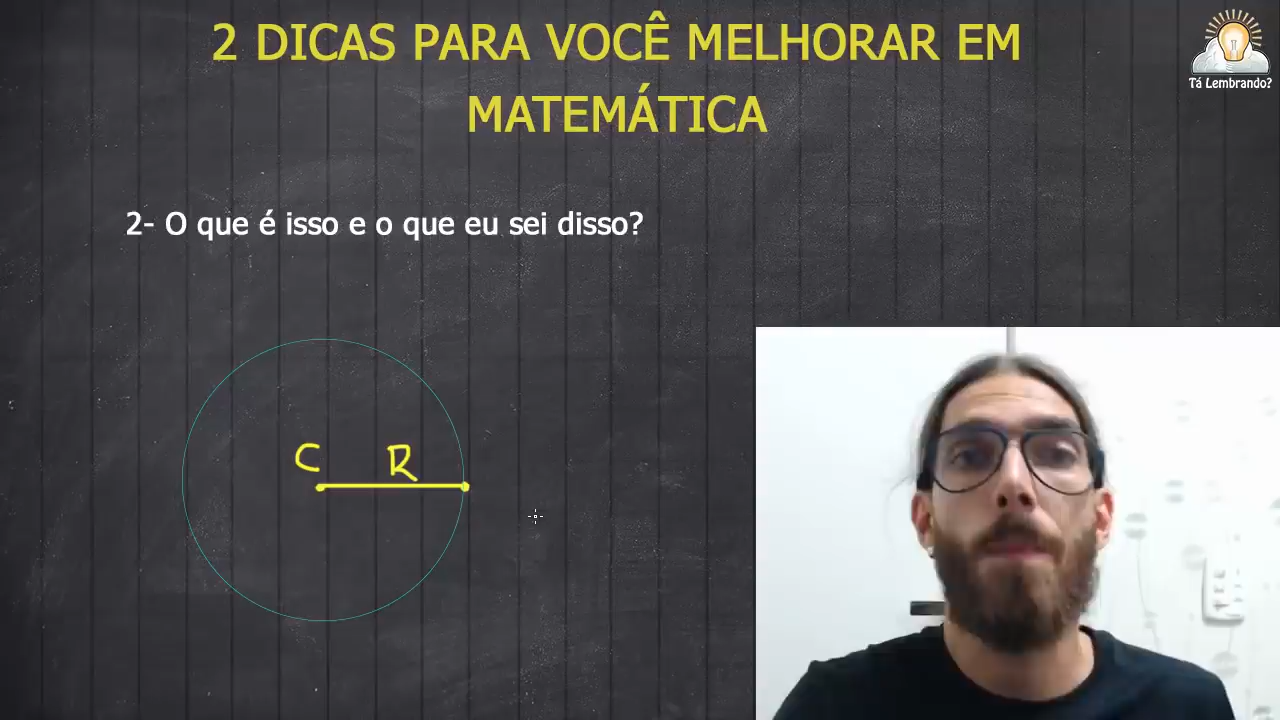 2 DICAS PARA VOCÊ MELHORAR EM
MATEMÁTICA
Tá Lembrando?
2- O que é isso e o que eu sei disso?
C R